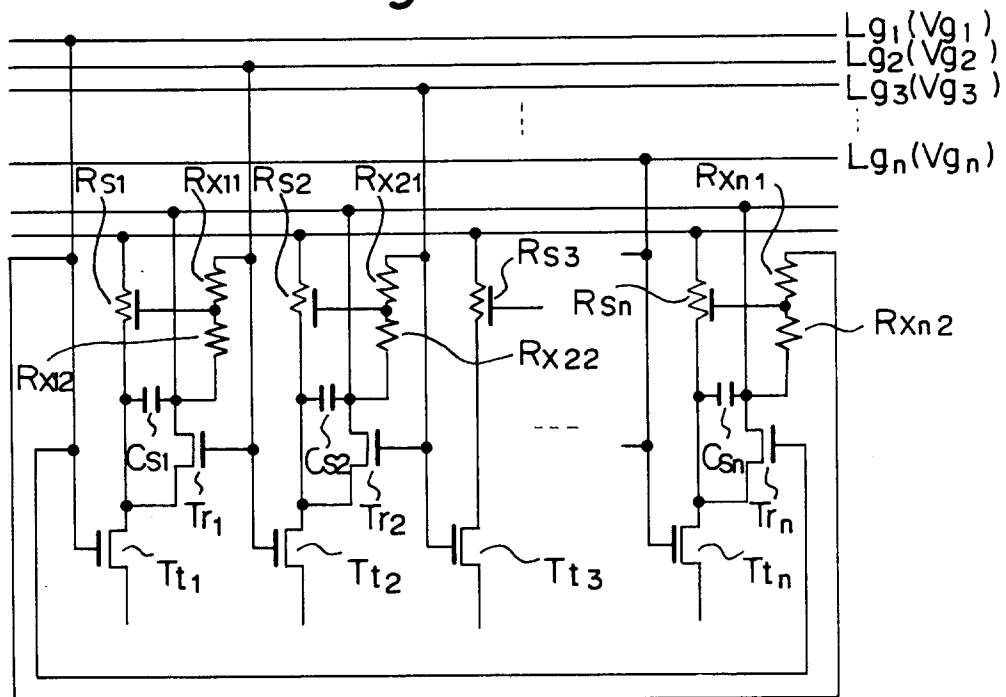 Lg1(Vg1)
Lg2(Vg2)
Lg3(Vg3)
Lgn(Vgn)
RS1
RX11
RS2
RX21
RXn1
RS3
RSn
RXn2
RX12
RX22
CS1
Tr1
CS2
Tr2
CSn
Trn
Tt1
Tt2
Tt3
Ttn